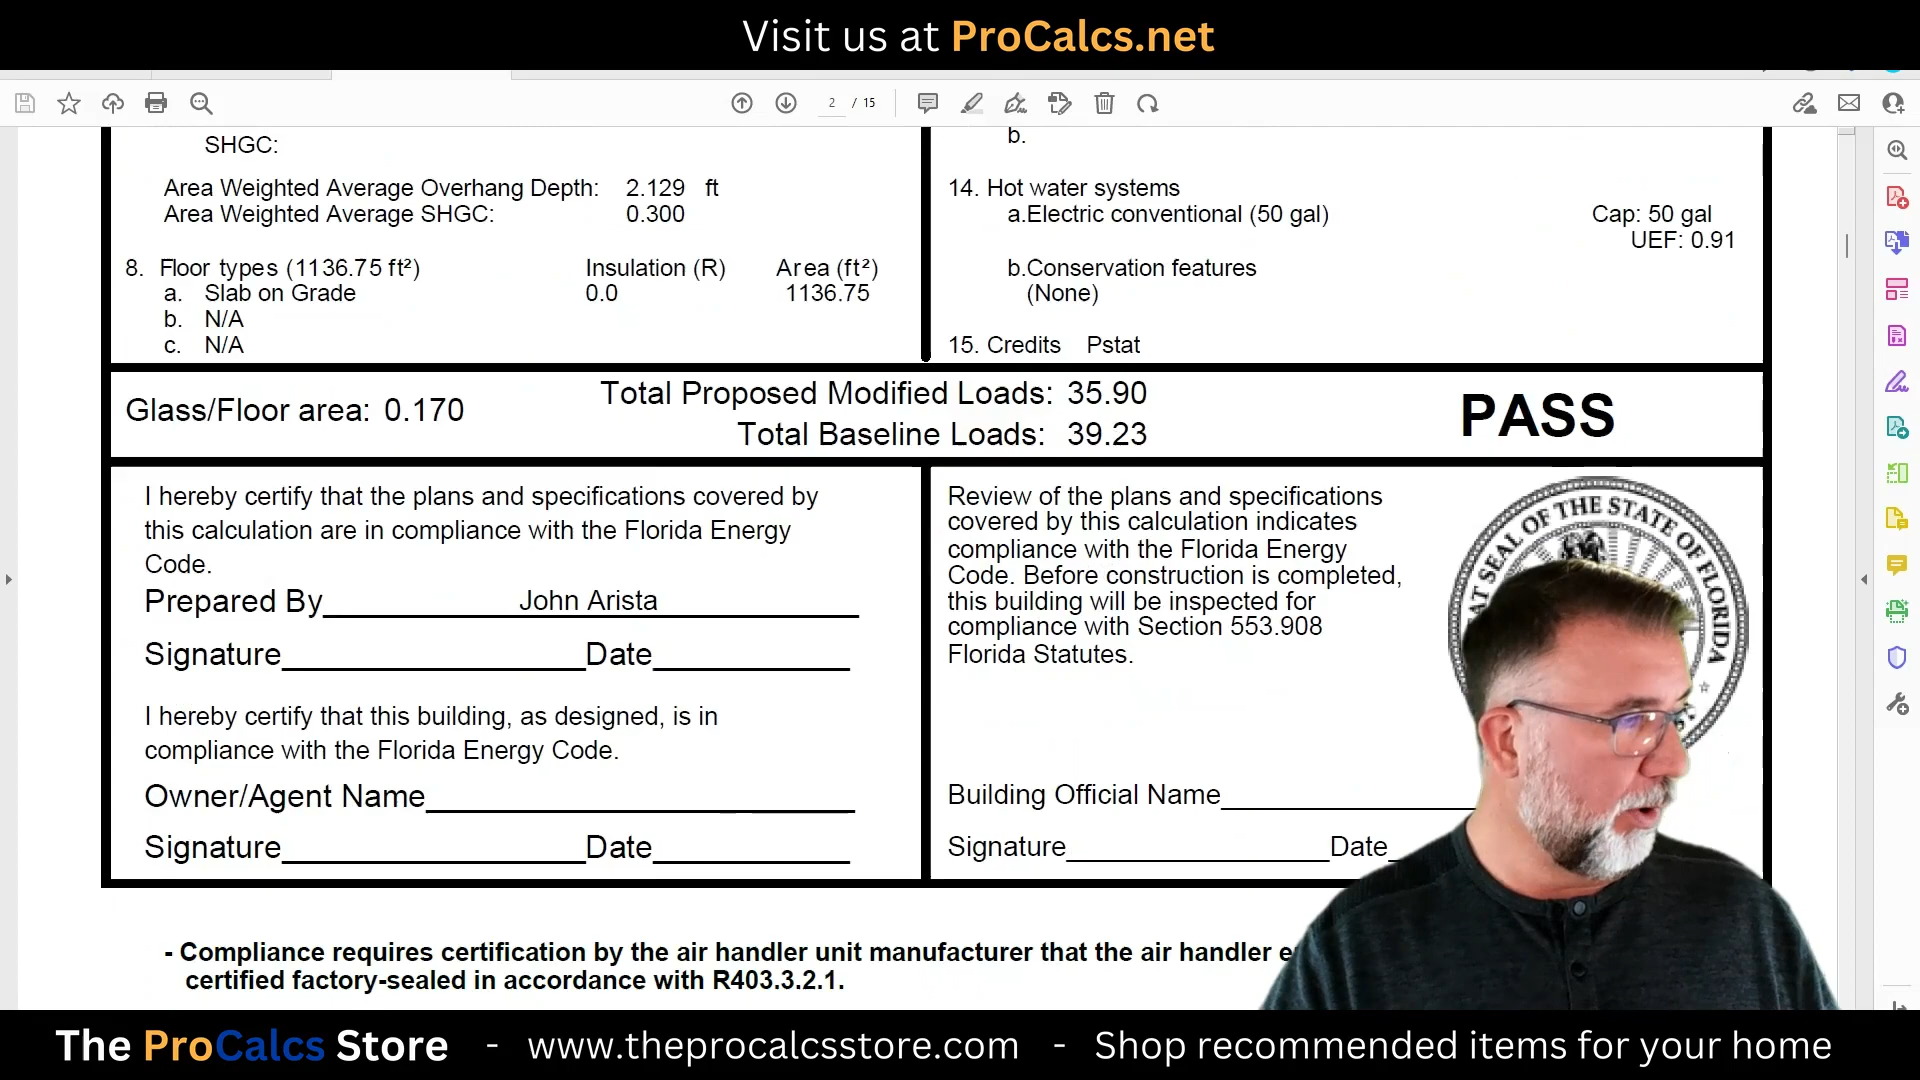 Visit us at ProCalcs.net
2 / 15
SHGC:
Area Weighted Average Overhang Depth: 2.129 ft
Area Weighted Average SHGC: 0.300
8. Floor types (1136.75 ft²) Insulation (R) Area (ft²)
a. Slab on Grade 0.0 1136.75
b. N/A
c. N/A
b.
14. Hot water systems
a.Electric conventional (50 gal) Cap: 50 gal
UEF: 0.91
b.Conservation features
(None)
15. Credits Pstat
Glass/Floor area: 0.170
Total Proposed Modified Loads: 35.90
Total Baseline Loads: 39.23
PASS
I hereby certify that the plans and specifications covered by
this calculation are in compliance with the Florida Energy
Code.
Prepared By John Arista
Signature Date
I hereby certify that this building, as designed, is in
compliance with the Florida Energy Code.
Owner/Agent Name
Signature Date
Review of the plans and specifications
covered by this calculation indicates
compliance with the Florida Energy
Code. Before construction is completed,
this building will be inspected for
compliance with Section 553.908
Florida Statutes.
SEAL OF THE STATE OF FLORIDA
Building Official Name
Signature Date
- Compliance requires certification by the air handler unit manufacturer that the air handler
certified factory-sealed in accordance with R403.3.2.1.
The ProCalcs Store - www.theprocalcsstore.com - Shop recommended items for your home